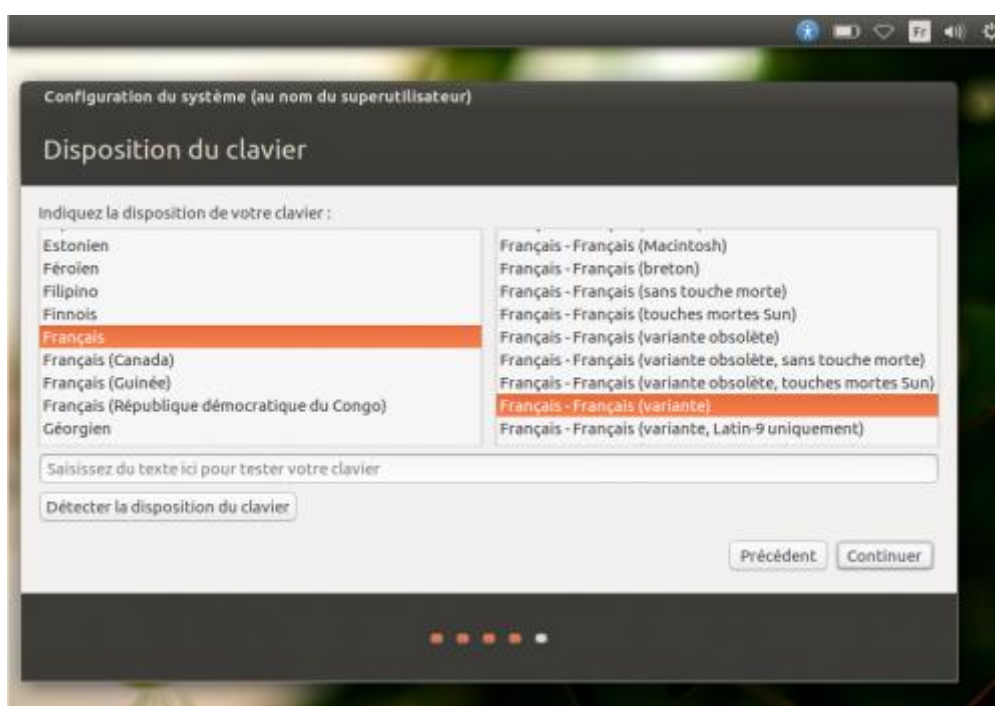 Fr
Configuration du système (au nom du superutilisateur)
Disposition du clavier
Indiquez la disposition de votre clavier :
Estonien
Féroïen
Filipino
Finnois
Français
Français (Canada)
Français (Guinée)
Français (République démocratique du Congo)
Géorgien
Français - Français (Macintosh)
Français - Français (breton)
Français - Français (sans touche morte)
Français - Français (touches mortes Sun)
Français - Français (variante obsolète)
Français - Français (variante obsolète, sans touche morte)
Français - Français (variante obsolète, touches mortes Sun)
Français - Français (variante)
Français - Français (variante, Latin-9 uniquement)
Saisissez du texte ici pour tester votre clavier
Détecter la disposition du clavier
Précédent
Continuer